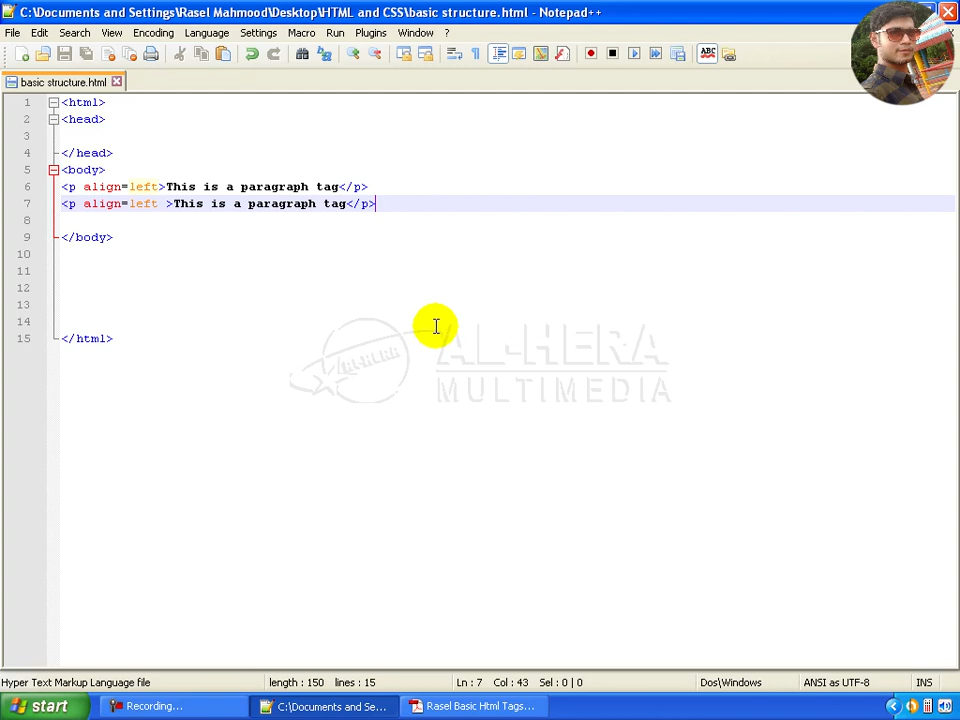 C:\Documents and Settings\Rasel Mahmood\Desktop\HTML and CSS\basic structure.html - Notepad++
File Edit Search View Encoding Language Settings Macro Run Plugins Window ?
ABC
basic structure.html
1 <html>
2 <head>
3
4 </head>
5 <body>
6 <p align=left>This is a paragraph tag</p>
7 <p align=left >This is a paragraph tag</p>
8
9 </body>
10
11
12
13
14
15 </html>
AL-HERA
AL-HERA
MULTIMEDIA
Hyper Text Markup Language file length : 150 lines : 15 Ln : 7 Col : 43 Sel : 0 | 0 Dos\Windows ANSI as UTF-8 INS
start Recording... C:\Documents and Se... Rasel Basic Html Tags...